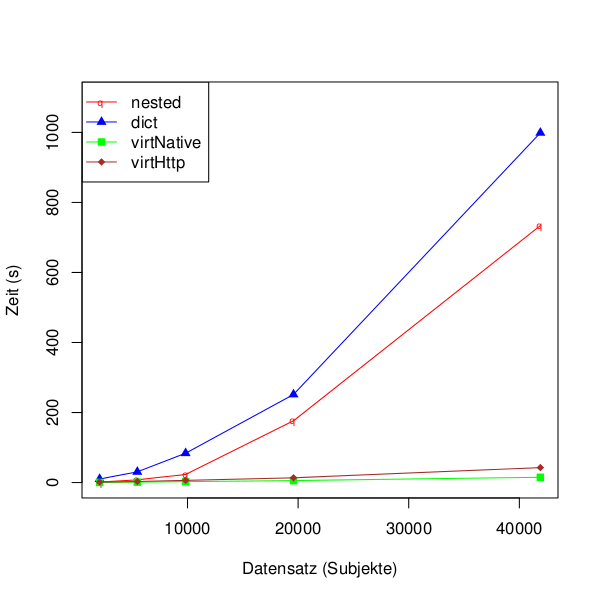 nested
dict
virtNative
virtHttp
Zeit (s)
1000
800
600
400
200
0
10000 20000 30000 40000
Datensatz (Subjekte)